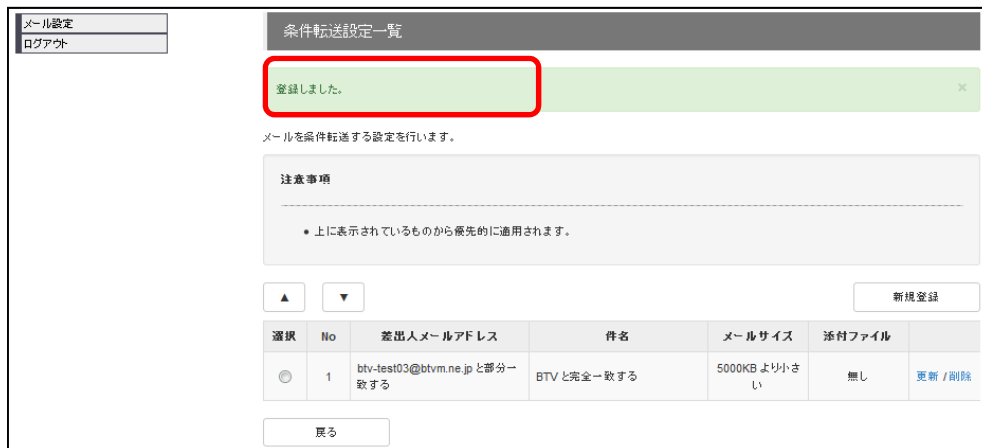 メール設定
ログアウト
条件転送設定一覧
登録しました。
×
メールを条件転送する設定を行います。
注意事項
• 上に表示されているものから優先的に適用されます。
▲ ▼ 新規登録
選択 No 差出人メールアドレス 件名 メールサイズ 添付ファイル
1 btv-test03@btvm.ne.jp と部分一致する BTV と完全一致する 5000KB より小さい 無し 更新 / 削除
戻る